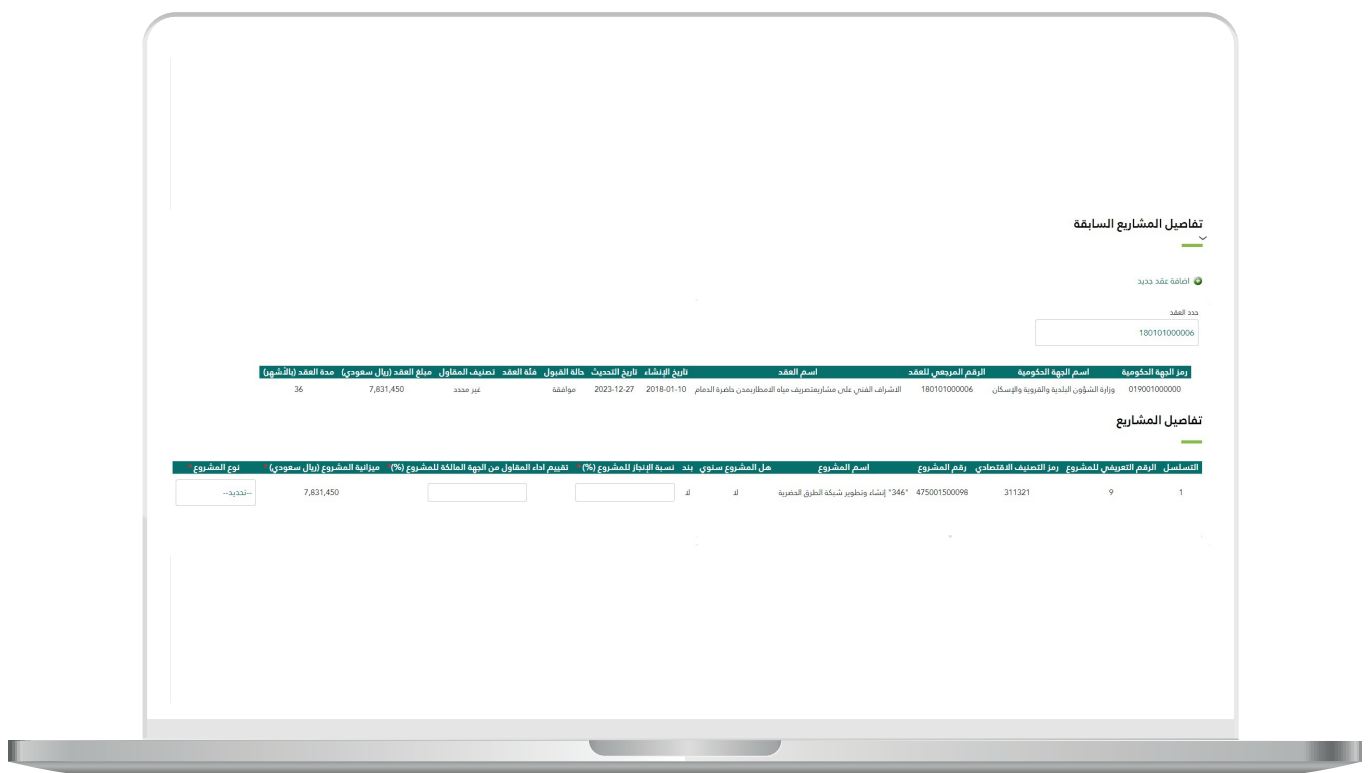 تفاصيل المشاريع السابقة
اضافة عقد جديد
حدد العقد
180101000006
رمز الجهة الحكومية اسم الجهة الحكومية الرقم المرجعي للعقد اسم العقد تاريخ الإنشاء تاريخ التحديث حالة القبول فئة العقد تصنيف المقاول مبلغ العقد (ريال سعودي) مدة العقد (بالأشهر)
019001000000 وزارة الشؤون البلدية والقروية والإسكان 180101000006 الاشراف الفني على مشاريعتصريف مياه الامطاربمدن حاضرة الدمام 2018-01-10 2023-12-27 موافقة غير محدد 7,831,450 36
تفاصيل المشاريع
التسلسل الرقم التعريفي للمشروع رمز التصنيف الاقتصادي رقم المشروع اسم المشروع هل المشروع سنوي بند نسبة الإنجاز للمشروع (%) * تقييم اداء المقاول من الجهة المالكة للمشروع (%) * ميزانية المشروع (ريال سعودي) * نوع المشروع *
1 9 311321 475001500098 "346" إنشاء وتطوير شبكة الطرق الحضرية لا لا 7,831,450 --تحديد--